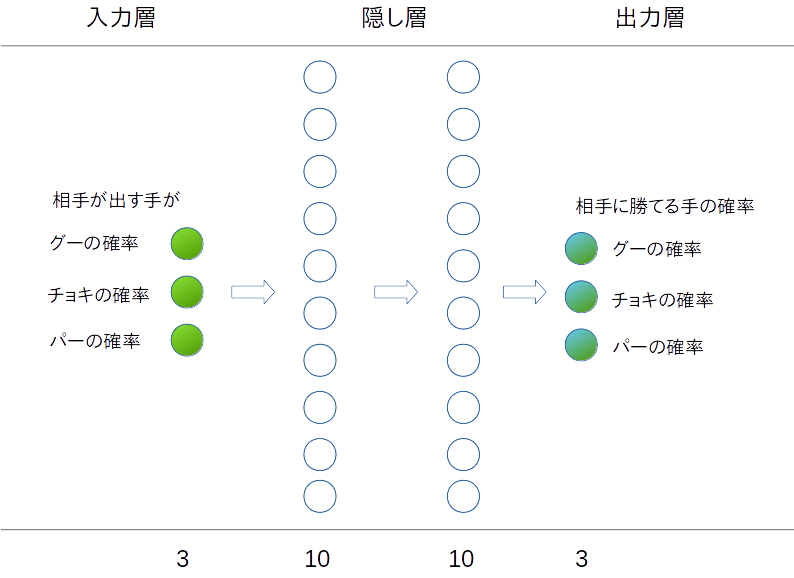 入力層
隠し層
出力層
相手が出す手が
グーの確率
チョキの確率
パーの確率
相手に勝てる手の確率
グーの確率
チョキの確率
パーの確率
3
10
10
3